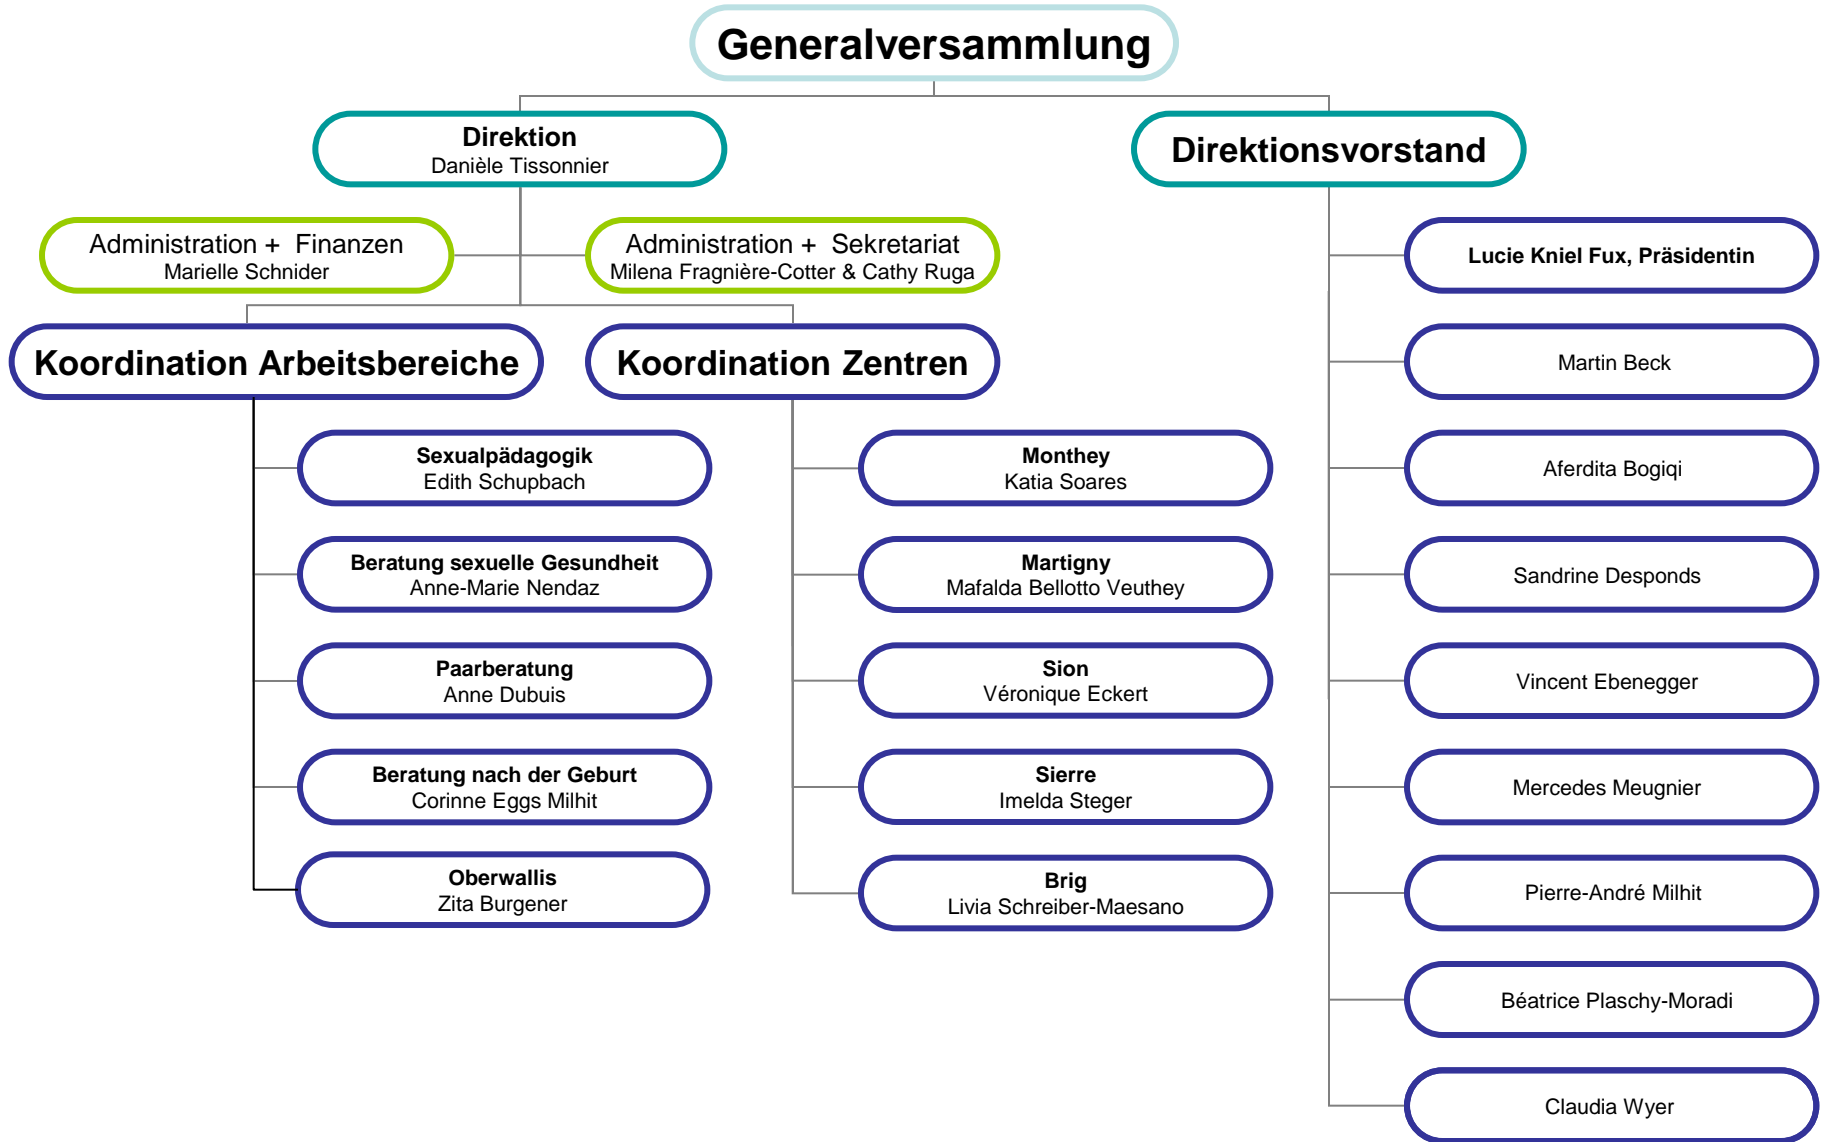 Generalversammlung
Direktion
Danièle Tissonnier
Direktionsvorstand
Administration + Finanzen
Marielle Schnider
Administration + Sekretariat
Milena Fragnière-Cotter & Cathy Ruga
Koordination Arbeitsbereiche
Sexualpädagogik
Edith Schupbach
Beratung sexuelle Gesundheit
Anne-Marie Nendaz
Paarberatung
Anne Dubuis
Beratung nach der Geburt
Corinne Eggs Milhit
Oberwallis
Zita Burgener
Koordination Zentren
Monthey
Katia Soares
Martigny
Mafalda Bellotto Veuthey
Sion
Véronique Eckert
Sierre
Imelda Steger
Brig
Livia Schreiber-Maesano
Lucie Kniel Fux, Präsidentin
Martin Beck
Aferdita Bogiqi
Sandrine Desponds
Vincent Ebenegger
Mercedes Meugnier
Pierre-André Milhit
Béatrice Plaschy-Moradi
Claudia Wyer